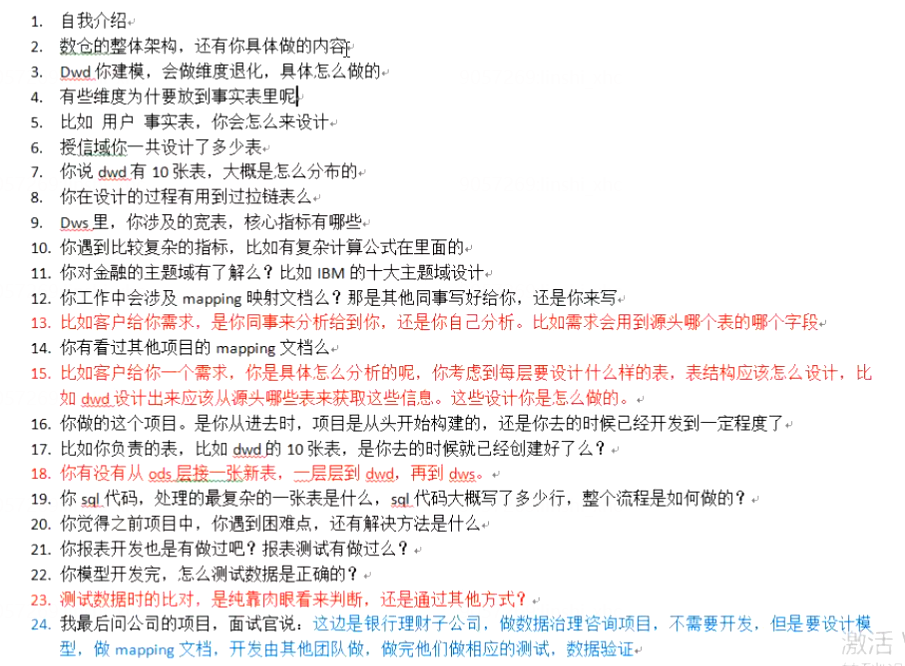 1. 自我介绍
2. 数仓的整体架构，还有你具体做的内容
3. Dwd 你建模，会做维度退化，具体怎么做的
4. 有些维度为什要放到事实表里呢
5. 比如 用户 事实表，你会怎么来设计
6. 授信域你一共设计了多少表
7. 你说 dwd 有 10 张表，大概是怎么分布的
8. 你在设计的过程有用到过拉链表么
9. Dws 里，你涉及的宽表，核心指标有哪些
10. 你遇到比较复杂的指标，比如有复杂计算公式在里面的
11. 你对金融的主题域有了解么？比如 IBM 的十大主题域设计
12. 你工作中会涉及 mapping 映射文档么？那是其他同事写好给你，还是你来写
13. 比如客户给你需求，是你同事来分析给到你，还是你自己分析。比如需求会用到源头哪个表的哪个字段
14. 你有看过其他项目的 mapping 文档么
15. 比如客户给你一个需求，你是具体怎么分析的呢，你考虑到每层要设计什么样的表，表结构应该怎么设计，比
如 dwd 设计出来应该从源头哪些表来获取这些信息。这些设计你是怎么做的。
16. 你做的这个项目。是你从进去时，项目是从头开始构建的，还是你去的时候已经开发到一定程度了
17. 比如你负责的表，比如 dwd 的 10 张表，是你去的时候就已经创建好了么？
18. 你有没有从 ods 层接一张新表，一层层到 dwd，再到 dws。
19. 你 sql 代码，处理的最复杂的一张表是什么，sql 代码大概写了多少行，整个流程是如何做的？
20. 你觉得之前项目中，你遇到困难点，还有解决方法是什么
21. 你报表开发也是有做过吧？报表测试有做过么？
22. 你模型开发完，怎么测试数据是正确的？
23. 测试数据时的比对，是纯靠肉眼看来判断，还是通过其他方式？
24. 我最后问公司的项目，面试官说：这边是银行理财子公司，做数据治理咨询项目，不需要开发，但是要设计模
型，做 mapping 文档，开发由其他团队做，做完他们做相应的测试，数据验证
激活